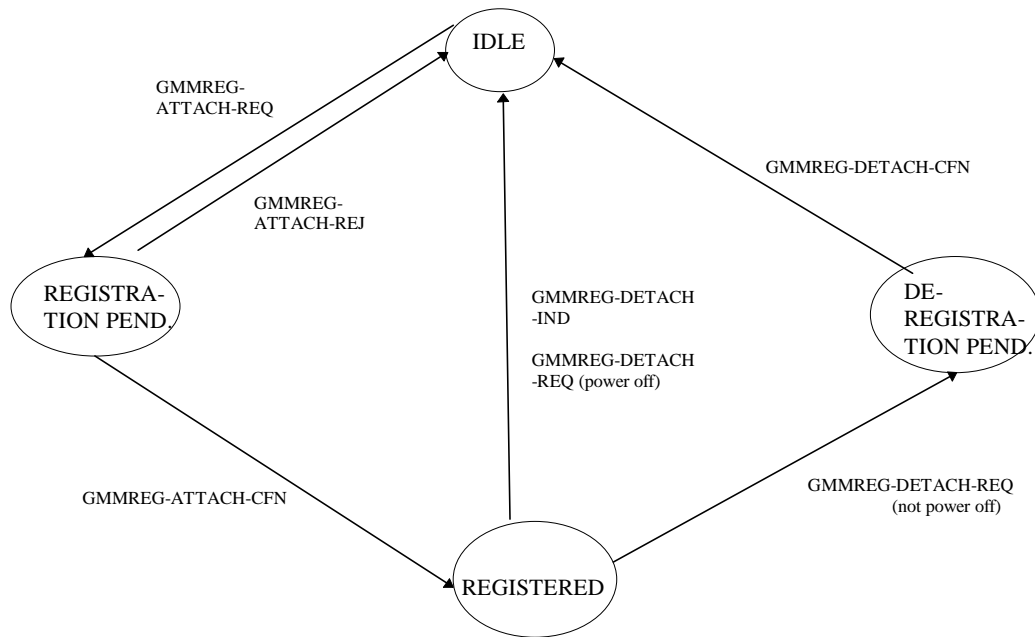 IDLE
GMMREG-
ATTACH-REQ
GMMREG-DETACH-CFN
GMMREG-
ATTACH-REJ
REGISTRA-
TION PEND.
GMMREG-DETACH
-IND
GMMREG-DETACH
-REQ (power off)
DE-
REGISTRA-
TION PEND.
GMMREG-ATTACH-CFN
GMMREG-DETACH-REQ
(not power off)
REGISTERED